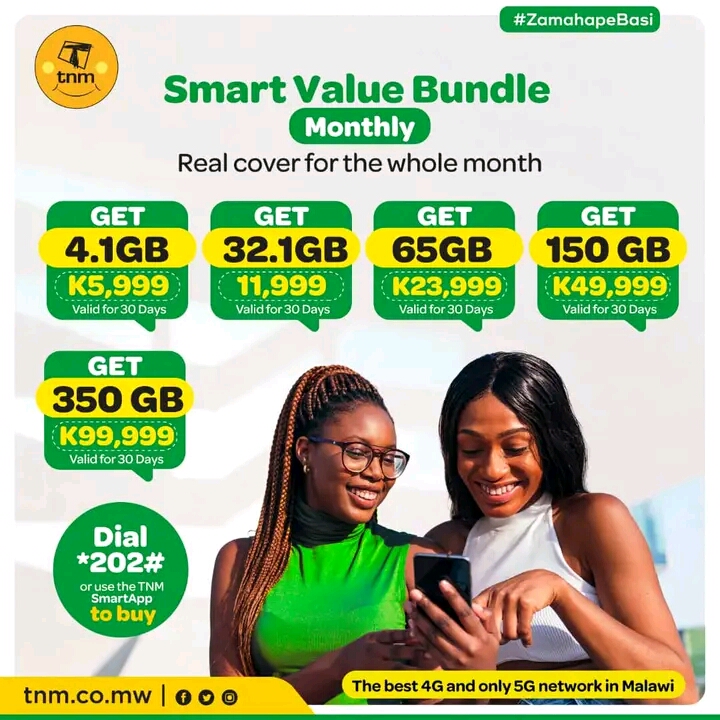 #ZamahapeBasi
tnm
Smart Value Bundle
Monthly
Real cover for the whole month
GET
4.1GB
K5,999
Valid for 30 Days
GET
32.1GB
11,999
Valid for 30 Days
GET
65GB
K23,999
Valid for 30 Days
GET
150 GB
K49,999
Valid for 30 Days
GET
350 GB
K99,999
Valid for 30 Days
Dial
*202#
or use the TNM
SmartApp
to buy
tnm.co.mw
The best 4G and only 5G network in Malawi